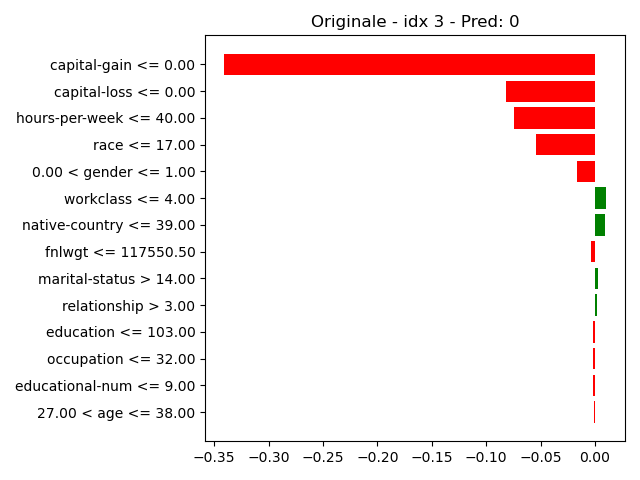 Originale - idx 3 - Pred: 0
capital-gain <= 0.00
capital-loss <= 0.00
hours-per-week <= 40.00
race <= 17.00
0.00 < gender <= 1.00
workclass <= 4.00
native-country <= 39.00
fnlwgt <= 117550.50
marital-status > 14.00
relationship > 3.00
education <= 103.00
occupation <= 32.00
educational-num <= 9.00
27.00 < age <= 38.00
−0.35 −0.30 −0.25 −0.20 −0.15 −0.10 −0.05 0.00